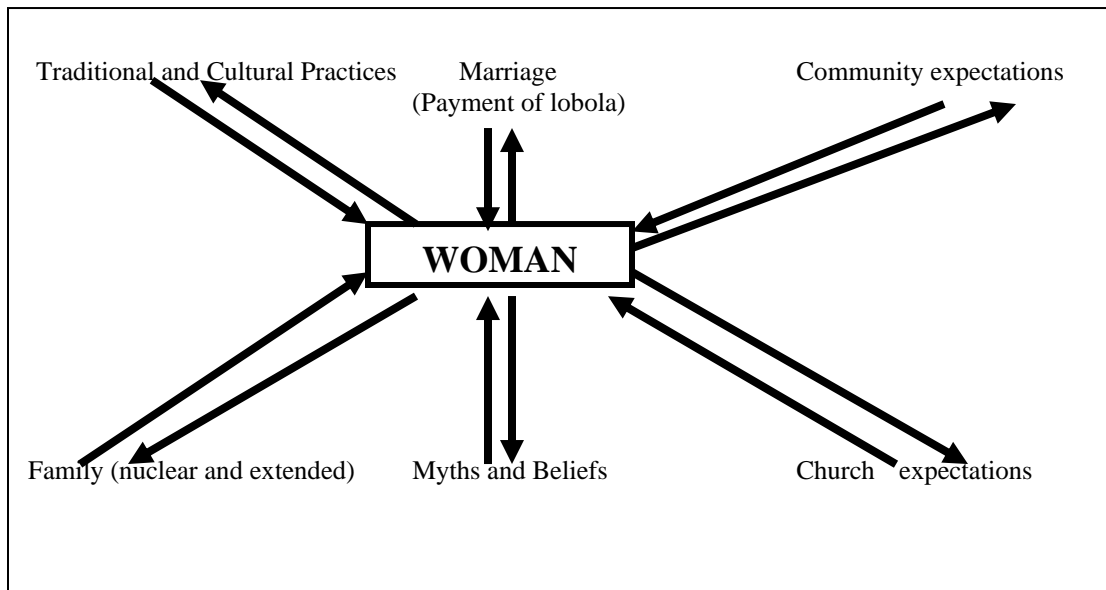 Traditional and Cultural Practices
Marriage
(Payment of lobola)
Community expectations
WOMAN
Family (nuclear and extended)
Myths and Beliefs
Church expectations